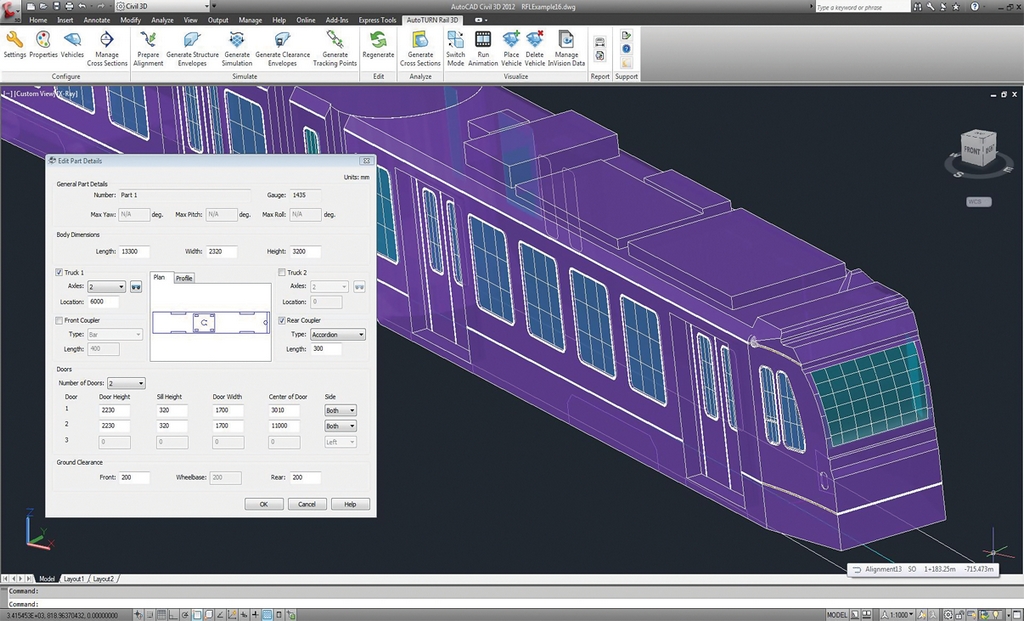 Civil 3D
AutoCAD Civil 3D 2012 RFLExample16.dwg
Type a keyword or phrase
Home Insert Annotate Modify Analyze View Output Manage Help Online Add-Ins Express Tools AutoTURN Rail 3D
Settings Properties Vehicles Manage Cross Sections
Prepare Alignment Generate Structure Envelopes Generate Simulation Generate Clearance Envelopes Generate Tracking Points
Regenerate Generate Cross Sections
Switch Mode Run Animation Place Vehicle Delete Vehicle Manage InVision Data
Configure Simulate Edit Analyze Visualize Report Support
[-][Custom View][X-Ray]
FRONT
S E
WCS
Edit Part Details
Units: mm
General Part Details
Number: Part 1 Gauge: 1435
Max Yaw: N/A deg. Max Pitch: N/A deg. Max Roll: N/A deg.
Body Dimensions
Length: 13300 Width: 2320 Height: 3200
Truck 1 Plan Profile Truck 2
Axles: 2 Axles: 2
Location: 6000 Location: 0
Front Coupler Rear Coupler
Type: Bar Type: Accordion
Length: 400 Length: 300
Doors
Number of Doors: 2
Door Door Height Sill Height Door Width Center of Door Side
1 2230 320 1700 3010 Both
2 2230 320 1700 11000 Both
3 0 0 0 0 Left
Ground Clearance
Front: 200 Wheelbase: 200 Rear: 200
OK Cancel Help
Z
Y
X
Alignment13 SO 1+183.25m -715.473m
Model Layout1 Layout2
Command:
Command:
3.415453E+03, 818.96370432, 0.00000000
MODEL 1:1000